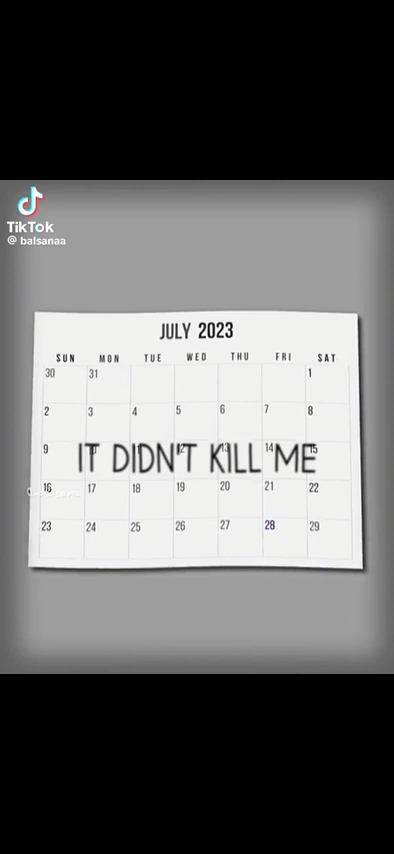 TikTok
@ balsanaa
JULY 2023
SUN MON TUE WED THU FRI SAT
30 31 1
2 3 4 5 6 7 8
9 14 15
IT DIDN'T KILL ME
16 17 18 19 20 21 22
23 24 25 26 27 28 29